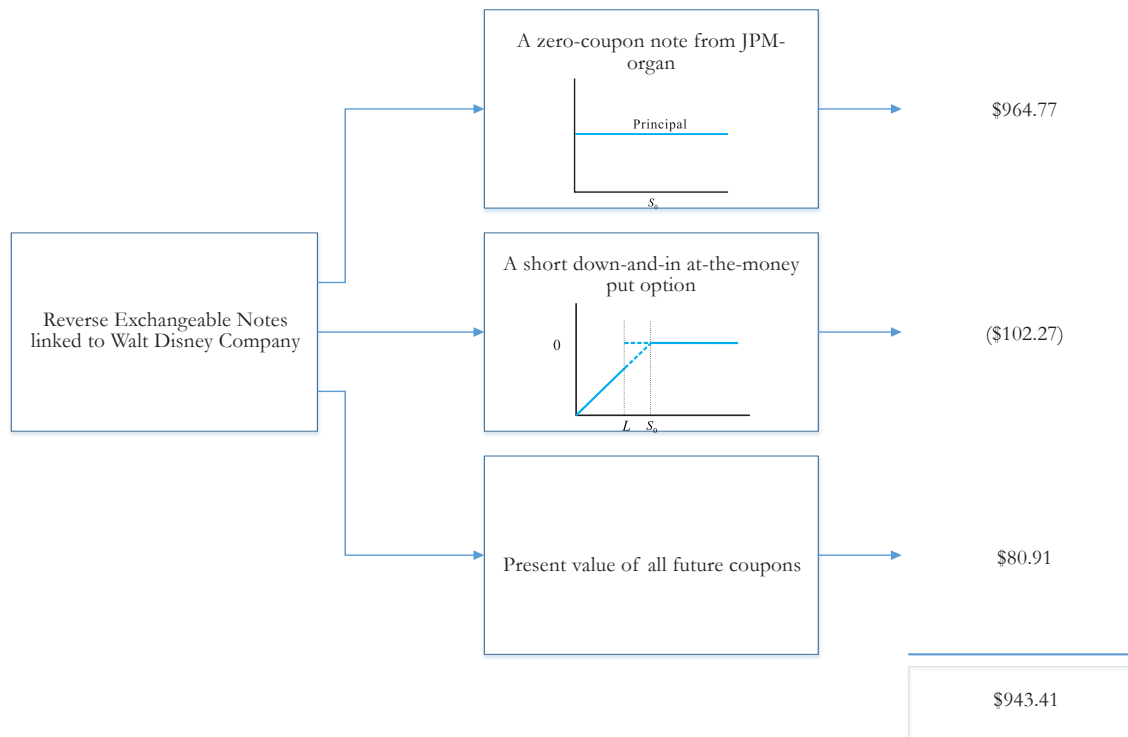 A zero-coupon note from JPM-
organ
Principal
S₀
$964.77
Reverse Exchangeable Notes
linked to Walt Disney Company
A short down-and-in at-the-money
put option
0
L S₀
($102.27)
Present value of all future coupons
$80.91
$943.41